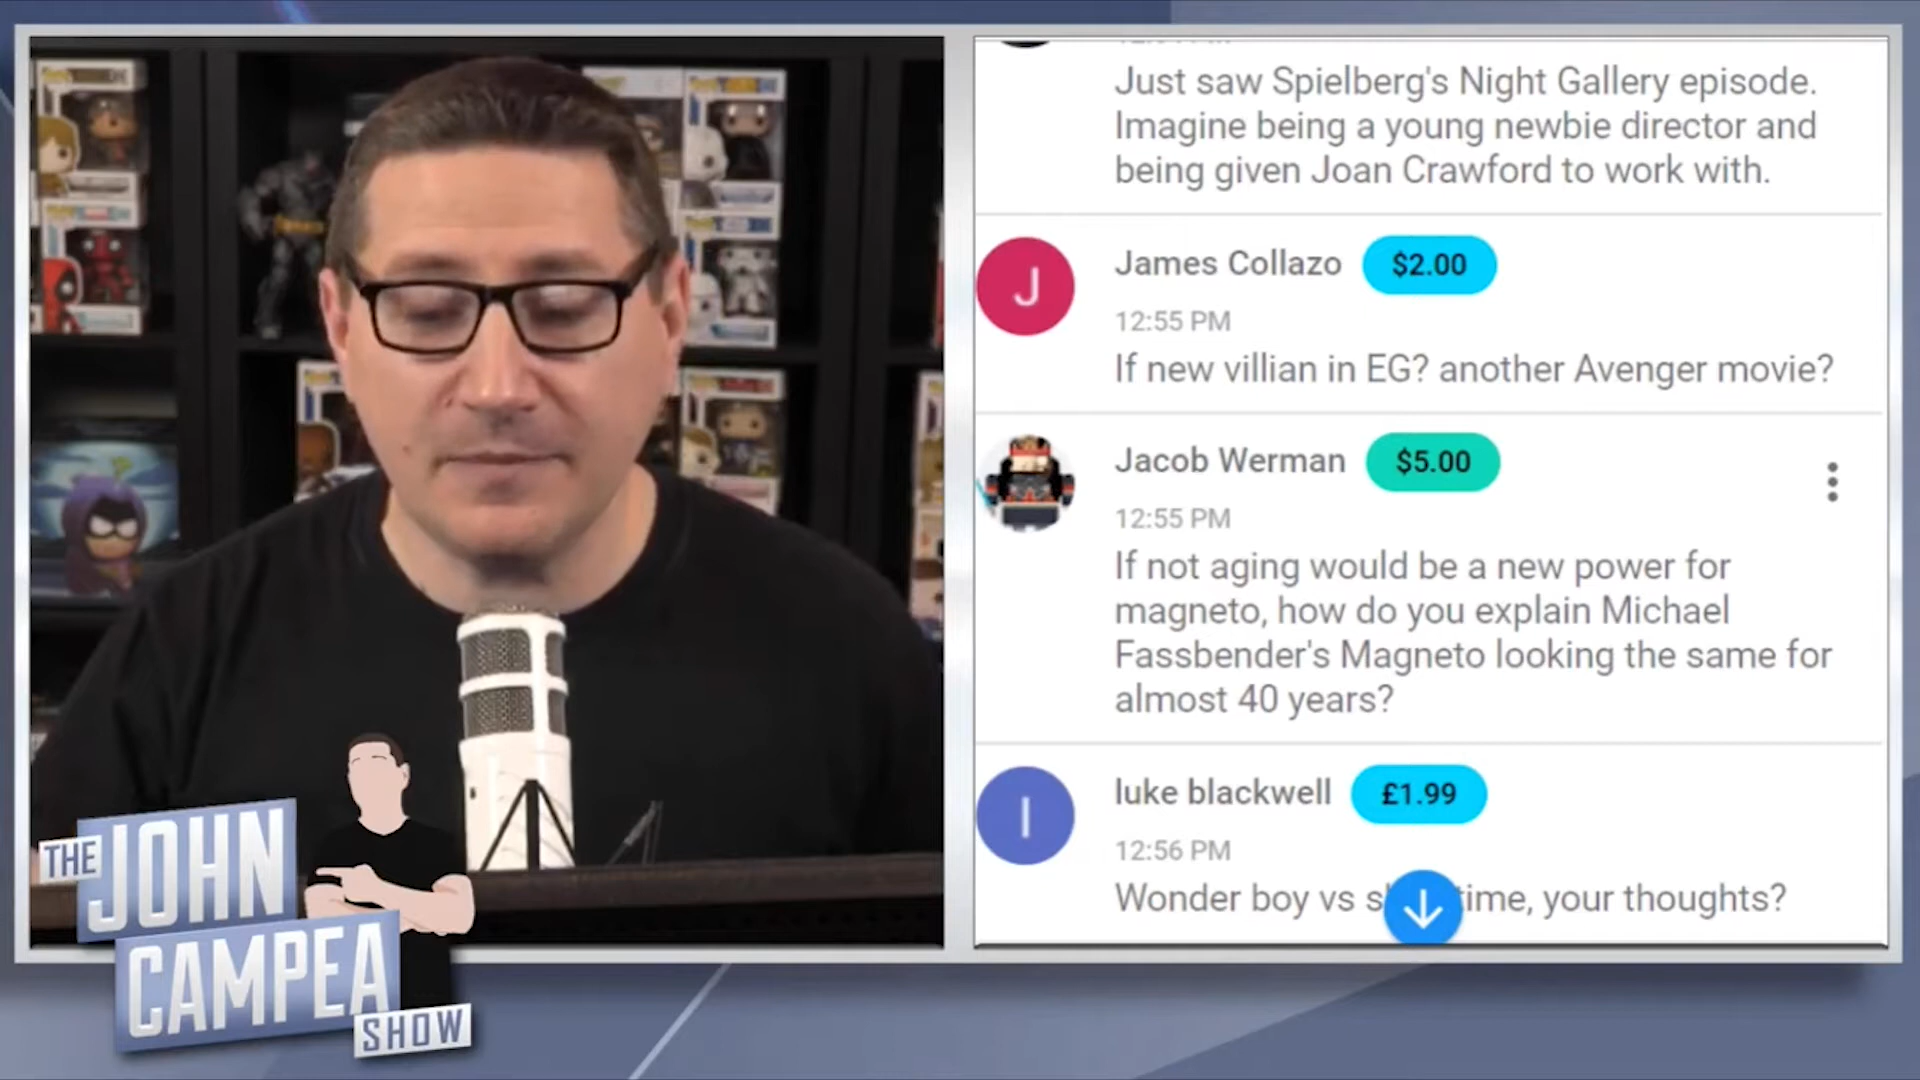 Just saw Spielberg's Night Gallery episode.
Imagine being a young newbie director and
being given Joan Crawford to work with.
J
James Collazo $2.00
12:55 PM
If new villian in EG? another Avenger movie?
Jacob Werman $5.00
12:55 PM
If not aging would be a new power for
magneto, how do you explain Michael
Fassbender's Magneto looking the same for
almost 40 years?
l
luke blackwell £1.99
12:56 PM
Wonder boy vs your thoughts?
THE
JOHN
CAMPEA
SHOW